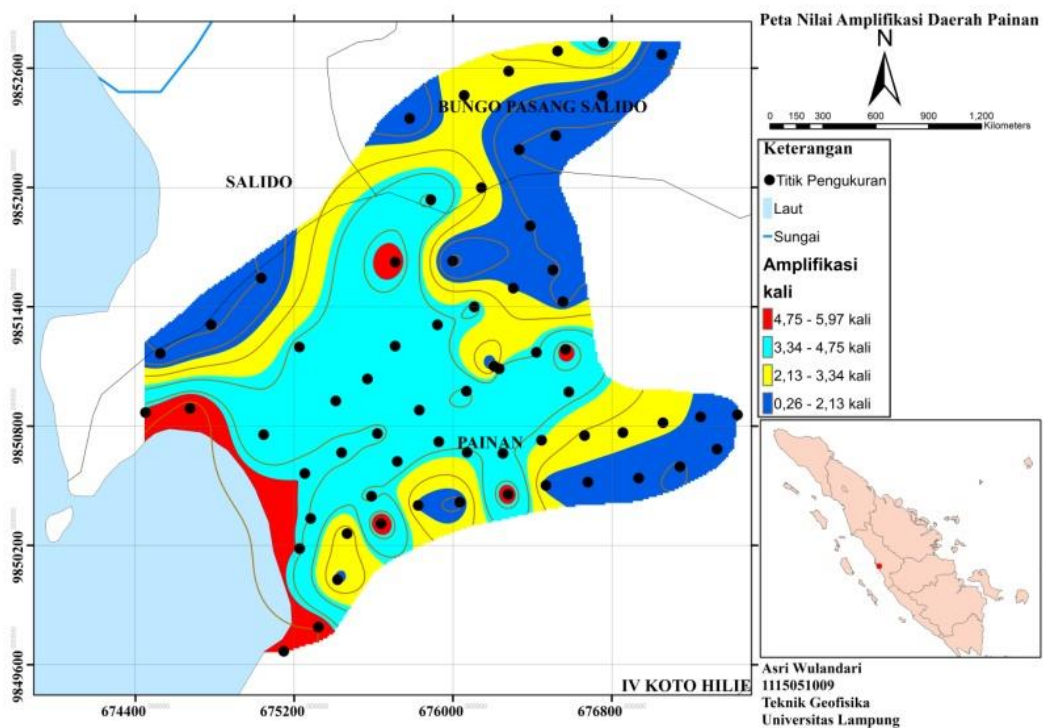 Peta Nilai Amplifikasi Daerah Painan
N
0 150 300 600 900 1,200
Kilometers
Keterangan
Titik Pengukuran
Laut
Sungai
Amplifikasi
kali
4,75 - 5,97 kali
3,34 - 4,75 kali
2,13 - 3,34 kali
0,26 - 2,13 kali
BUNGO PASANG SALIDO
SALIDO
PAINAN
IV KOTO HILIE
9852600
9852000
9851400
9850800
9850200
9849600
674400
675200
676000
676800
Asri Wulandari
1115051009
Teknik Geofisika
Universitas Lampung